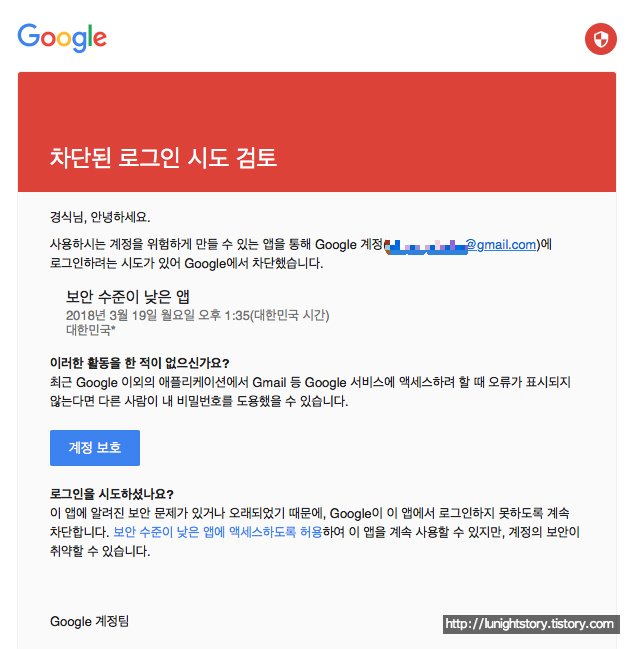 Google
차단된 로그인 시도 검토
경식님, 안녕하세요.
사용하시는 계정을 위험하게 만들 수 있는 앱을 통해 Google 계정(@gmail.com)에
로그인하려는 시도가 있어 Google에서 차단했습니다.
보안 수준이 낮은 앱
2018년 3월 19일 월요일 오후 1:35(대한민국 시간)
대한민국*
이러한 활동을 한 적이 없으신가요?
최근 Google 이외의 애플리케이션에서 Gmail 등 Google 서비스에 액세스하려 할 때 오류가 표시되지
않는다면 다른 사람이 내 비밀번호를 도용했을 수 있습니다.
계정 보호
로그인을 시도하셨나요?
이 앱에 알려진 보안 문제가 있거나 오래되었기 때문에, Google이 이 앱에서 로그인하지 못하도록 계속
차단합니다. 보안 수준이 낮은 앱에 액세스하도록 허용하여 이 앱을 계속 사용할 수 있지만, 계정의 보안이
취약할 수 있습니다.
Google 계정팀
http://lunightstory.tistory.com